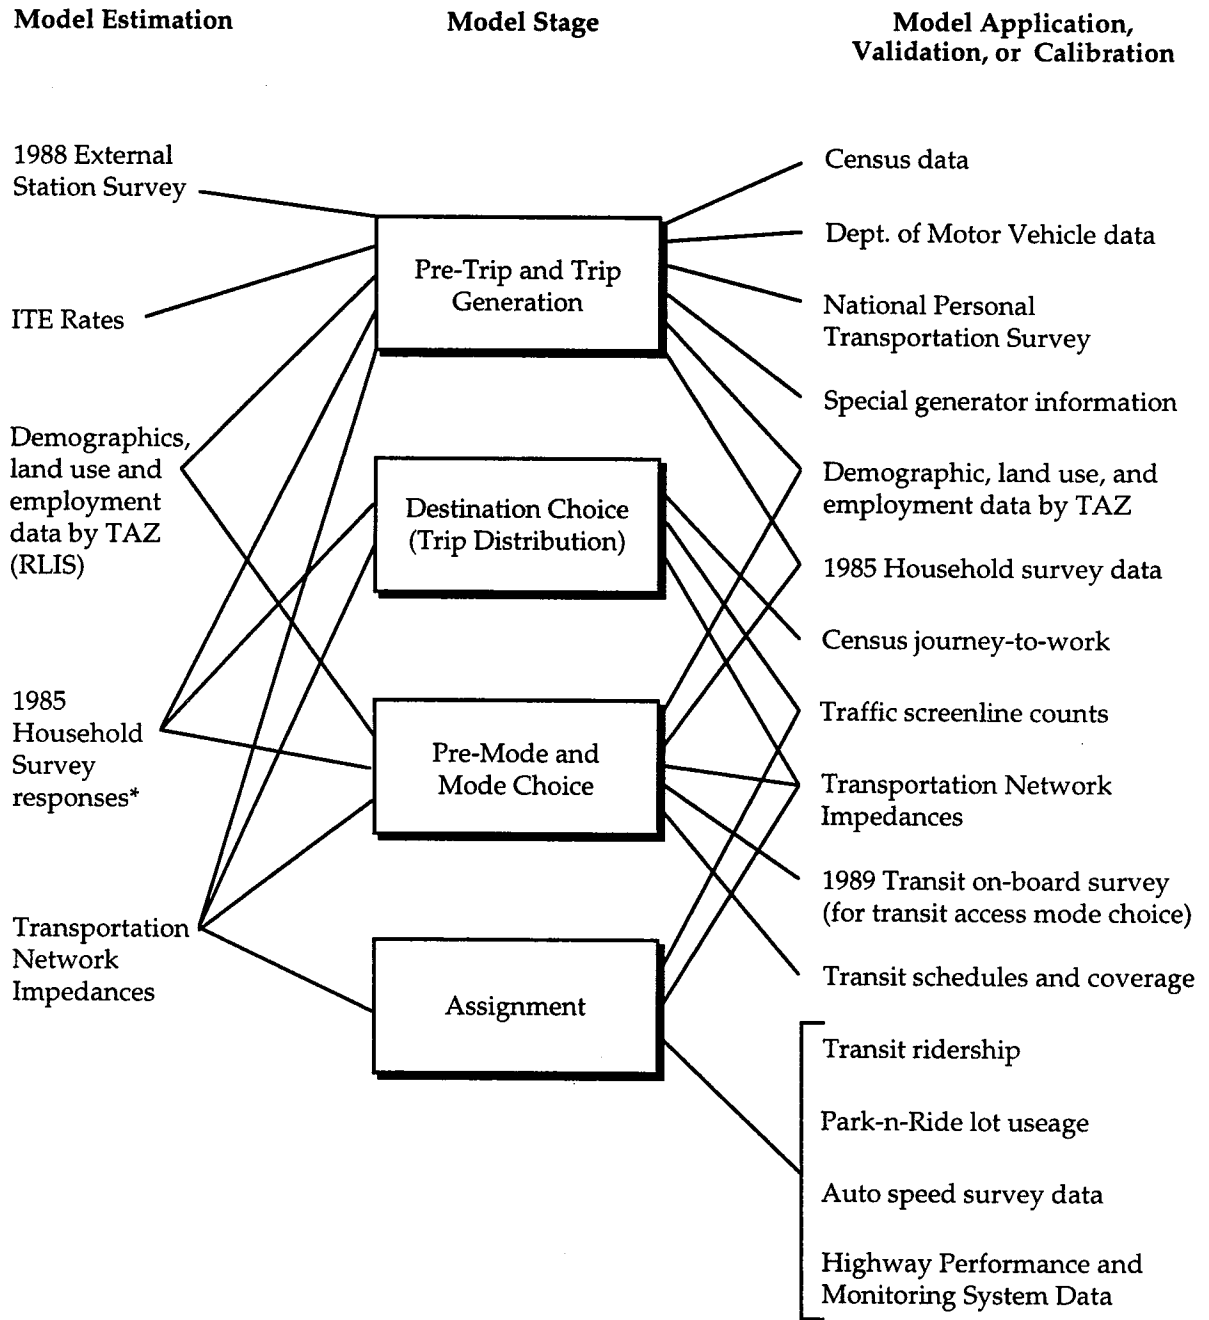 Model Estimation
Model Stage
Model Application,
Validation, or Calibration
1988 External
Station Survey
ITE Rates
Demographics,
land use and
employment
data by TAZ
(RLIS)
1985
Household
Survey
responses*
Transportation
Network
Impedances
Pre-Trip and Trip
Generation
Destination Choice
(Trip Distribution)
Pre-Mode and
Mode Choice
Assignment
Census data
Dept. of Motor Vehicle data
National Personal
Transportation Survey
Special generator information
Demographic, land use, and
employment data by TAZ
1985 Household survey data
Census journey-to-work
Traffic screenline counts
Transportation Network
Impedances
1989 Transit on-board survey
(for transit access mode choice)
Transit schedules and coverage
Transit ridership
Park-n-Ride lot useage
Auto speed survey data
Highway Performance and
Monitoring System Data